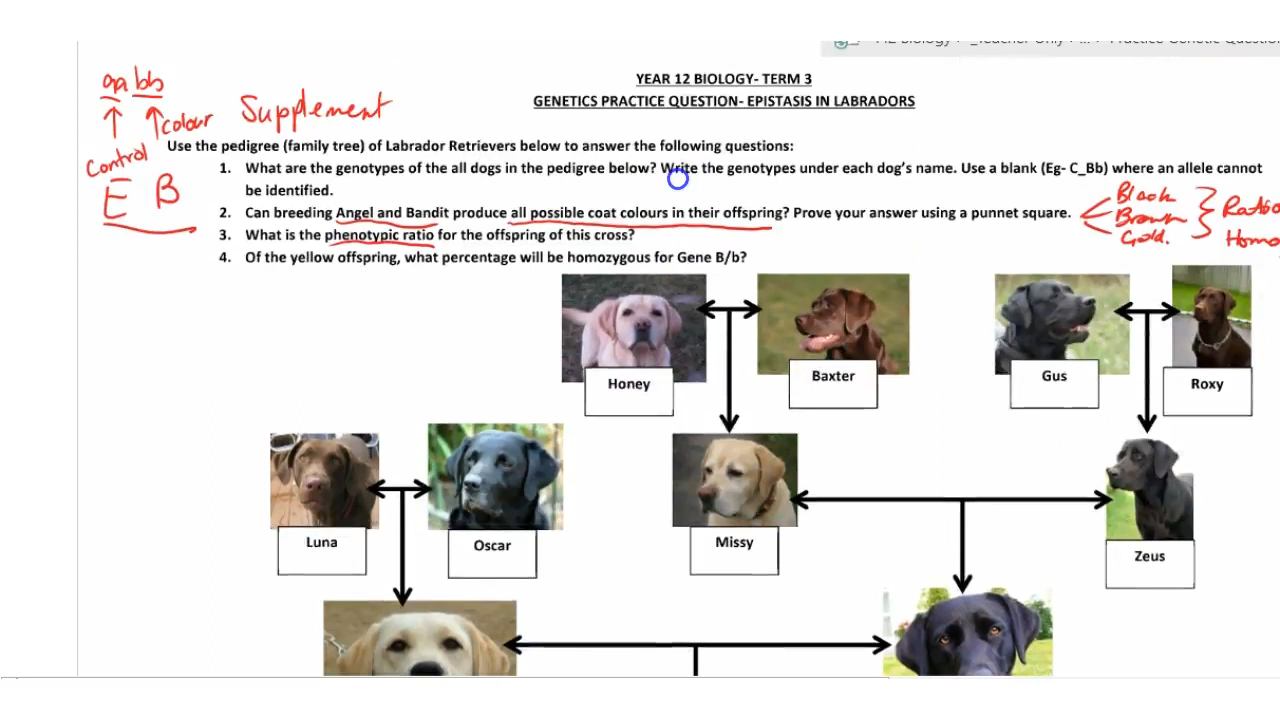 YEAR 12 BIOLOGY- TERM 3
GENETICS PRACTICE QUESTION- EPISTASIS IN LABRADORS
aa bb
colour
Supplement
Control
E B
Use the pedigree (family tree) of Labrador Retrievers below to answer the following questions:
1. What are the genotypes of the all dogs in the pedigree below? Write the genotypes under each dog's name. Use a blank (Eg- C_Bb) where an allele cannot
be identified.
2. Can breeding Angel and Bandit produce all possible coat colours in their offspring? Prove your answer using a punnet square.
Black
Brown
Gold.
3. What is the phenotypic ratio for the offspring of this cross?
4. Of the yellow offspring, what percentage will be homozygous for Gene B/b?
Honey
Baxter
Gus
Roxy
Luna
Oscar
Missy
Zeus